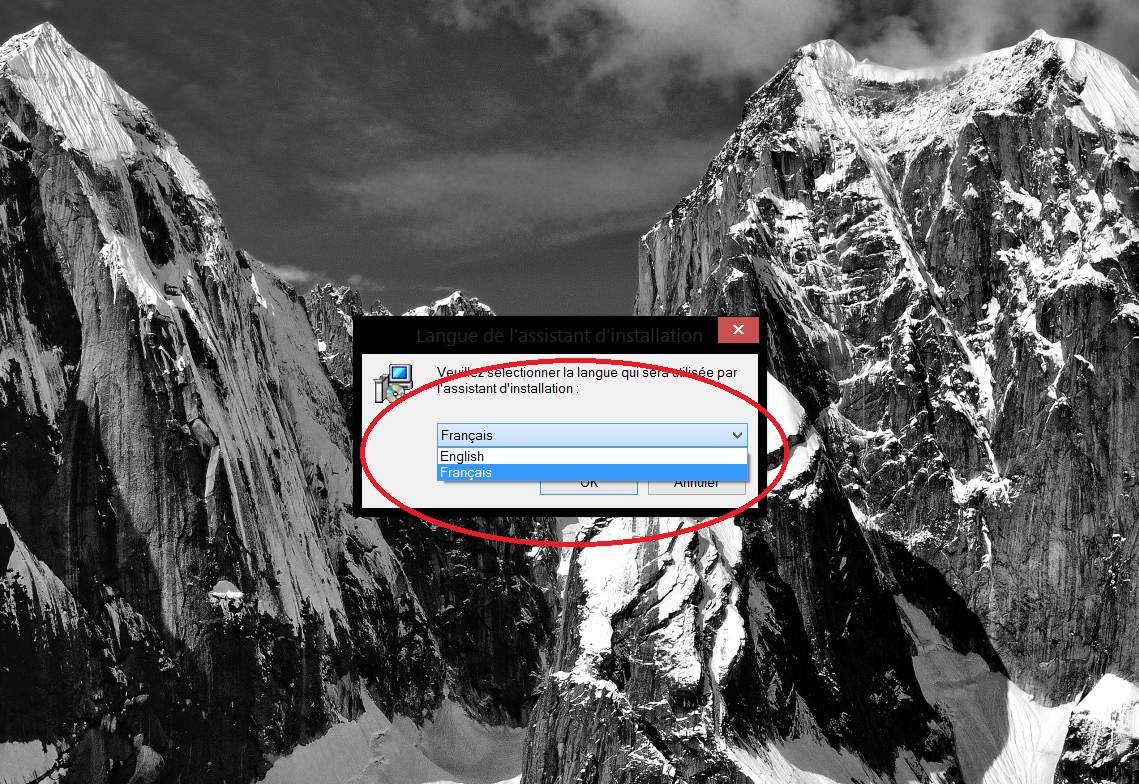 Langue de l'assistant d'installation
Veuillez sélectionner la langue qui sera utilisée par
l'assistant d'installation :
Français
English
Français
OK
Annuler